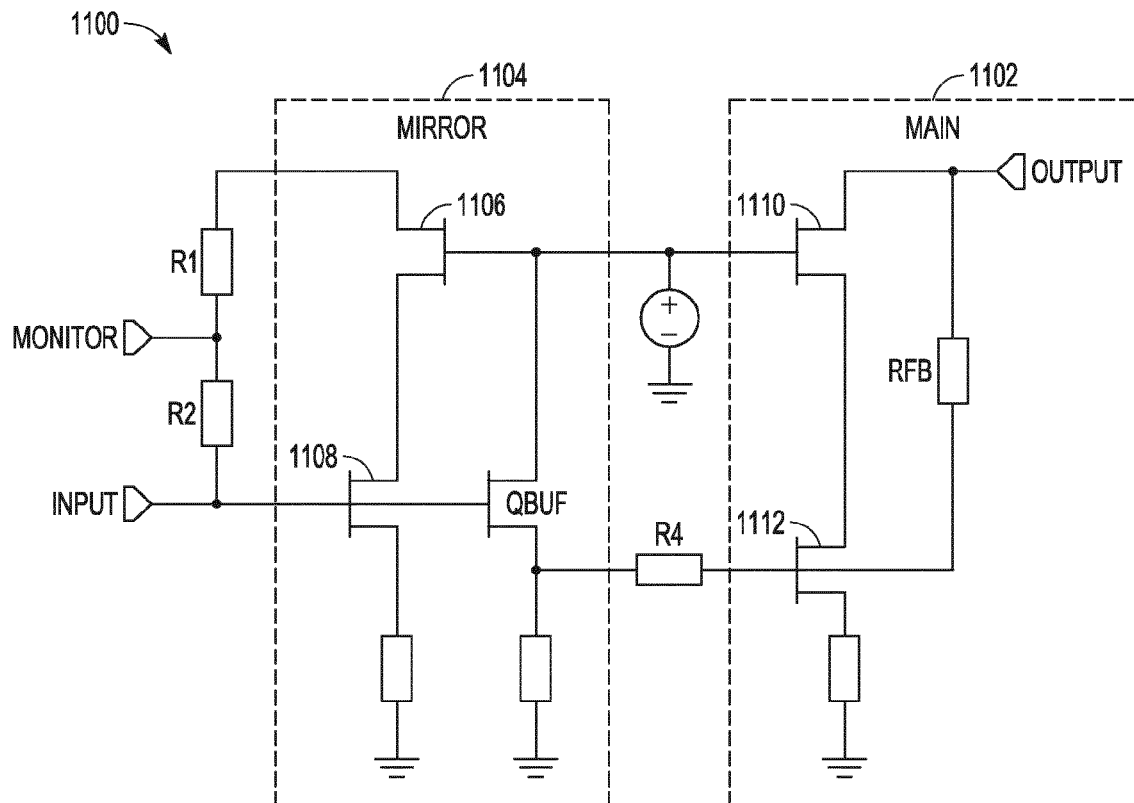 1100
1104
1102
MIRROR
MAIN
OUTPUT
1106
1110
R1
+
−
MONITOR
RFB
R2
1108
INPUT
QBUF
R4
1112